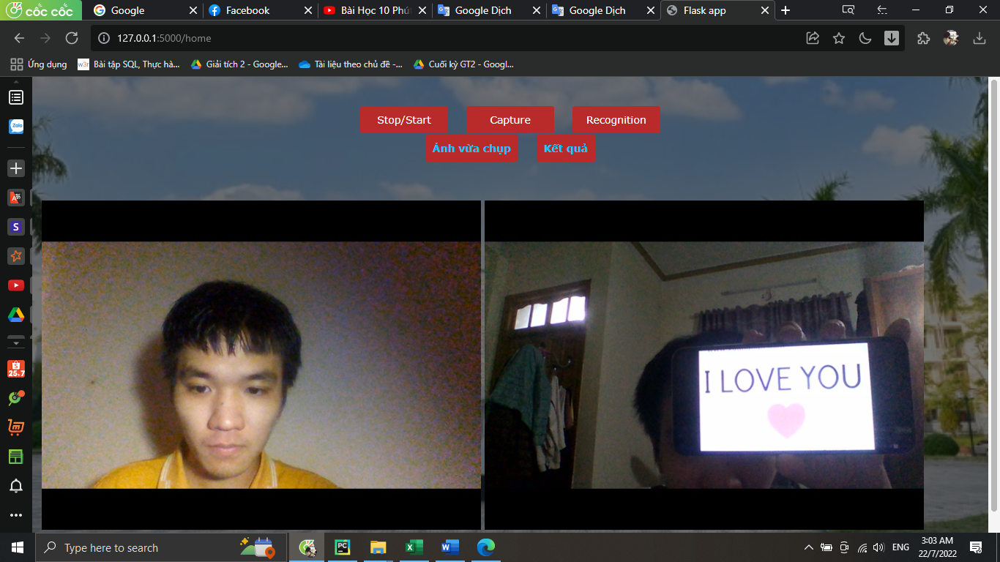 cốc cốc
Google
Facebook
Bài Học 10 Phú
Google Dịch
Google Dịch
Flask app
127.0.0.1:5000/home
Ứng dụng
w3r
Bài tập SQL, Thực hà...
Giải tích 2 - Google...
Tài liệu theo chủ đề -...
Cuối kỳ GT2 - Googl...
Zalo
S
25.7
Stop/Start
Capture
Recognition
Ảnh vừa chụp
Kết quả
I LOVE YOU
Type here to search
PC
ENG
3:03 AM
22/7/2022